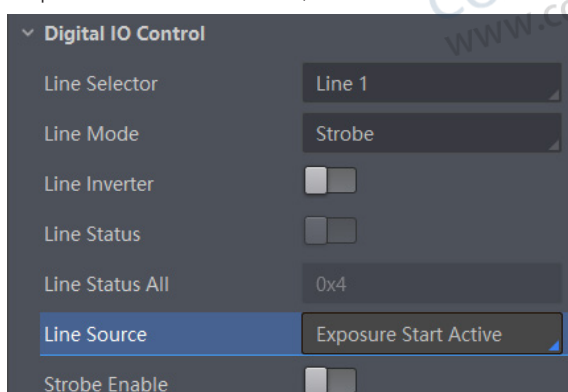 Digital IO Control
Line Selector Line 1
Line Mode Strobe
Line Inverter
Line Status
Line Status All 0x4
Line Source Exposure Start Active
Strobe Enable